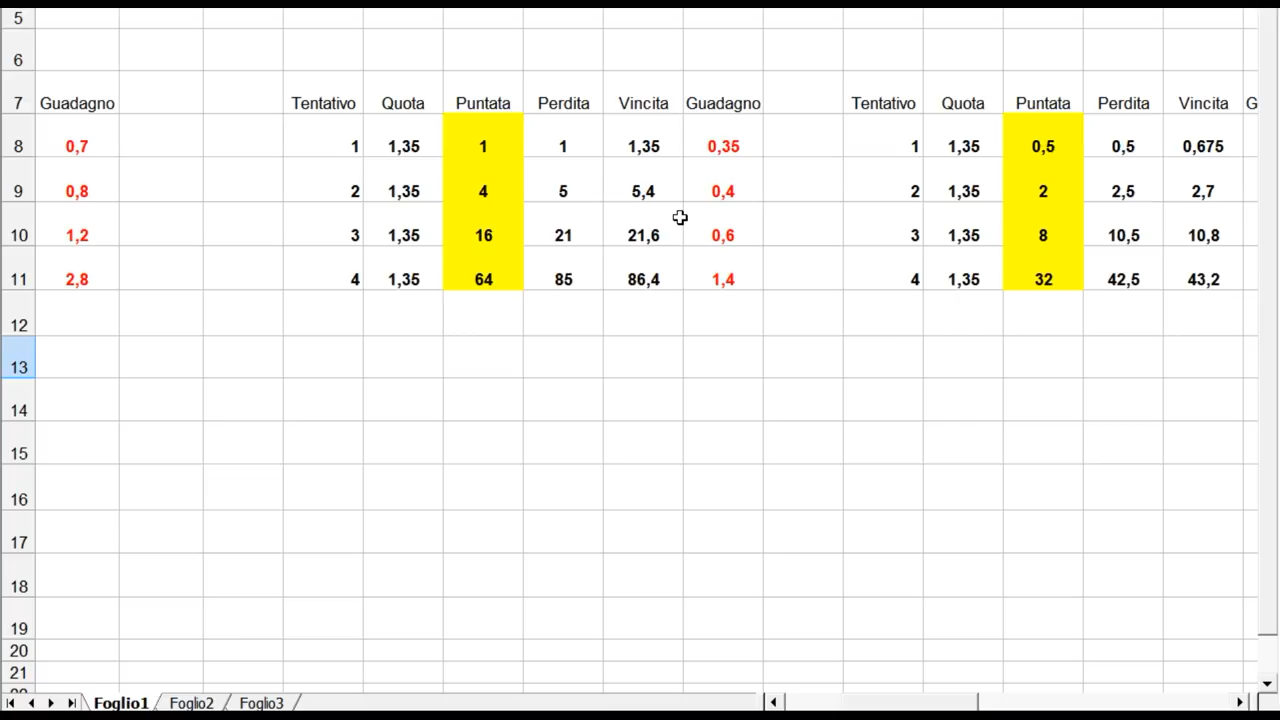 5
6
7 Guadagno Tentativo Quota Puntata Perdita Vincita Guadagno Tentativo Quota Puntata Perdita Vincita G
8 0,7 1 1,35 1 1 1,35 0,35 1 1,35 0,5 0,5 0,675
9 0,8 2 1,35 4 5 5,4 0,4 2 1,35 2 2,5 2,7
10 1,2 3 1,35 16 21 21,6 0,6 3 1,35 8 10,5 10,8
11 2,8 4 1,35 64 85 86,4 1,4 4 1,35 32 42,5 43,2
12
13
14
15
16
17
18
19
20
21
Foglio1 Foglio2 Foglio3